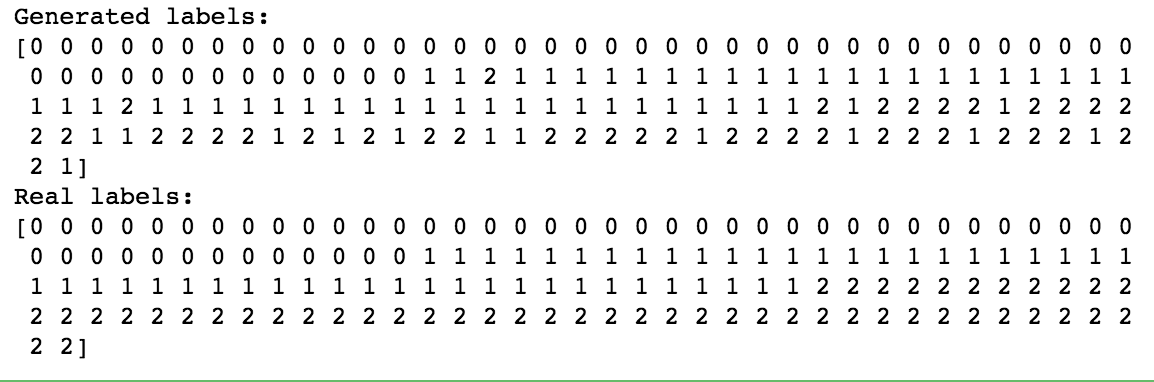 Generated labels:
[0 0 0 0 0 0 0 0 0 0 0 0 0 0 0 0 0 0 0 0 0 0 0 0 0 0 0 0 0 0 0 0 0 0 0 0 0
0 0 0 0 0 0 0 0 0 0 0 0 0 1 1 2 1 1 1 1 1 1 1 1 1 1 1 1 1 1 1 1 1 1 1 1 1
1 1 1 2 1 1 1 1 1 1 1 1 1 1 1 1 1 1 1 1 1 1 1 1 1 1 2 1 2 2 2 2 1 2 2 2 2
2 2 1 1 2 2 2 2 1 2 1 2 1 2 2 1 1 2 2 2 2 2 1 2 2 2 2 1 2 2 2 1 2 2 2 1 2
2 1]
Real labels:
[0 0 0 0 0 0 0 0 0 0 0 0 0 0 0 0 0 0 0 0 0 0 0 0 0 0 0 0 0 0 0 0 0 0 0 0 0
0 0 0 0 0 0 0 0 0 0 0 0 0 1 1 1 1 1 1 1 1 1 1 1 1 1 1 1 1 1 1 1 1 1 1 1 1
1 1 1 1 1 1 1 1 1 1 1 1 1 1 1 1 1 1 1 1 1 1 1 1 1 1 2 2 2 2 2 2 2 2 2 2 2
2 2 2 2 2 2 2 2 2 2 2 2 2 2 2 2 2 2 2 2 2 2 2 2 2 2 2 2 2 2 2 2 2 2 2 2 2
2 2]